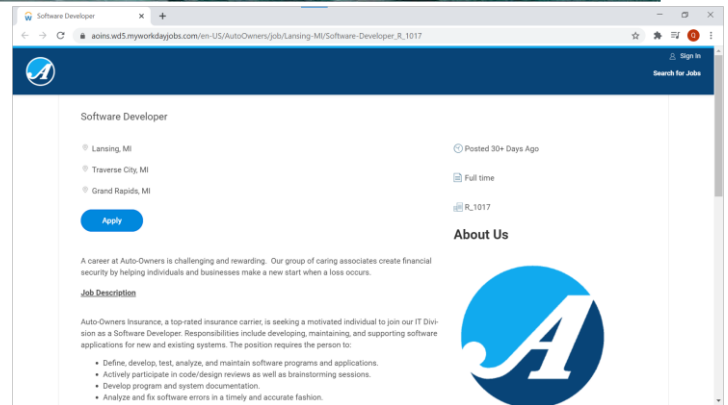 Software Developer
aoins.wd5.myworkdayjobs.com/en-US/AutoOwners/job/Lansing-MI/Software-Developer_R_1017
Q
Sign In
Search for Jobs
A
Software Developer
Lansing, MI
Traverse City, MI
Grand Rapids, MI
Apply
Posted 30+ Days Ago
Full time
R_1017
About Us
A career at Auto-Owners is challenging and rewarding. Our group of caring associates create financial
security by helping individuals and businesses make a new start when a loss occurs.
Job Description
Auto-Owners Insurance, a top-rated insurance carrier, is seeking a motivated individual to join our IT Divi-
sion as a Software Developer. Responsibilities include developing, maintaining, and supporting software
applications for new and existing systems. The position requires the person to:
• Define, develop, test, analyze, and maintain software programs and applications.
• Actively participate in code/design reviews as well as brainstorming sessions.
• Develop program and system documentation.
• Analyze and fix software errors in a timely and accurate fashion.
A